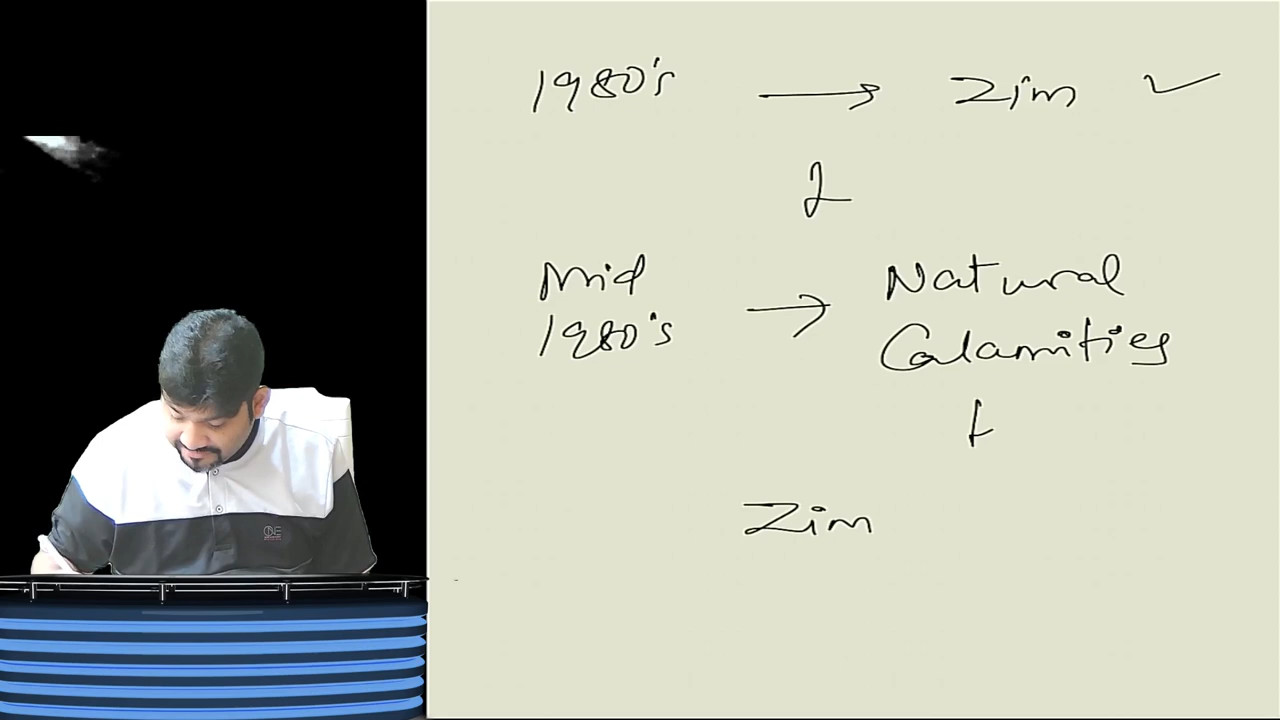 1980's → Zim ✓
Mid
1980's → Natural
Calamities
Zim